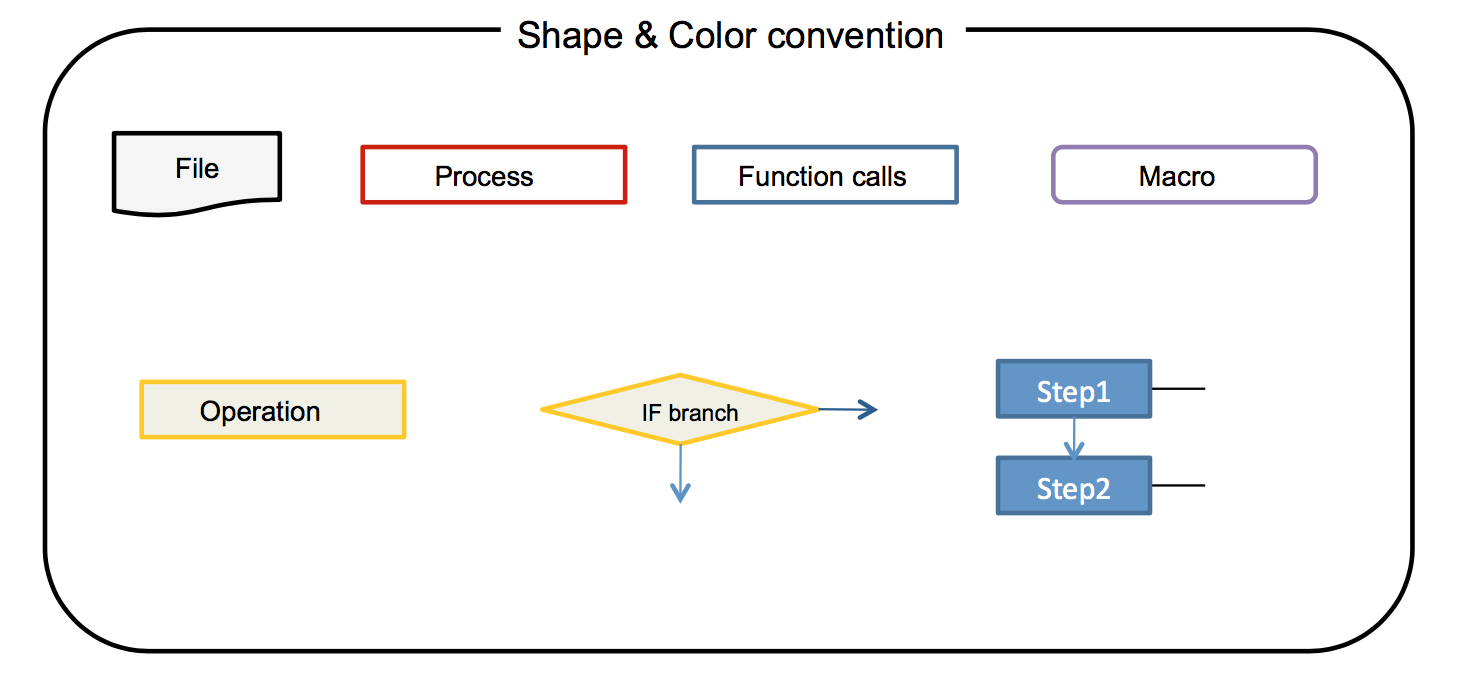 Shape & Color convention
File
Process
Function calls
Macro
Operation
IF branch
Step1
Step2